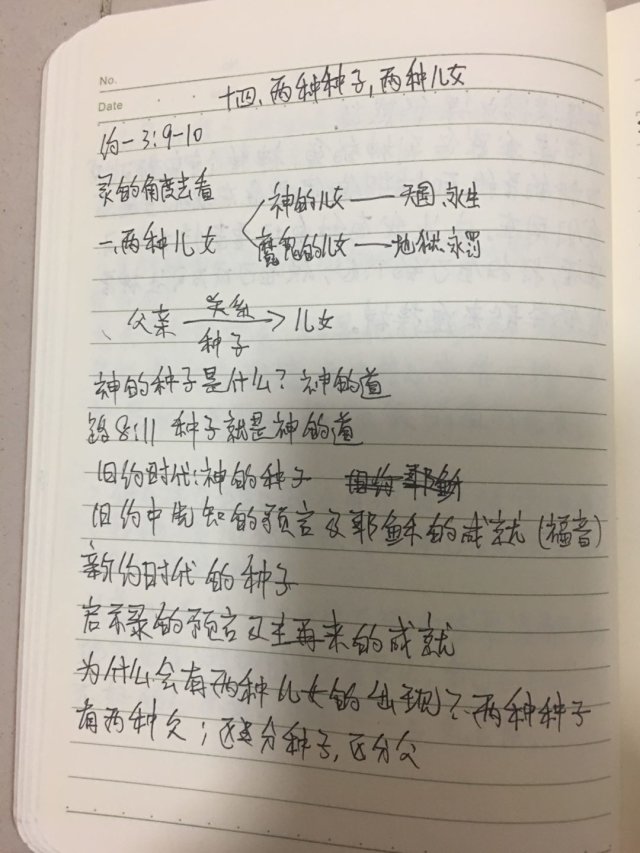 No.
Date
十四、两种种子,两种儿女
约一3:9-10
灵的角度去看
神的儿女——天国、永生
一、两种儿女
魔鬼的儿女——地狱、永罚
关系
、父亲 → 儿女
种子
神的种子是什么?神的道
路8:11 种子就是神的道
旧约时代:神的种子
旧约中先知的预言及耶稣的成就(福音)
新约时代的种子
启示录的预言及主再来的成就
为什么会有两种儿女的出现?两种种子
有两种父;区分种子,区分父